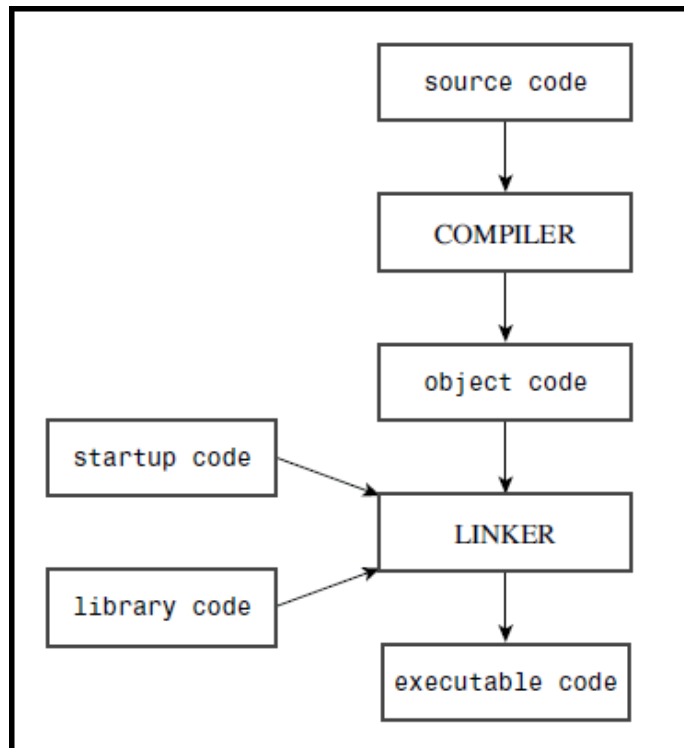 source code
COMPILER
object code
startup code
LINKER
library code
executable code